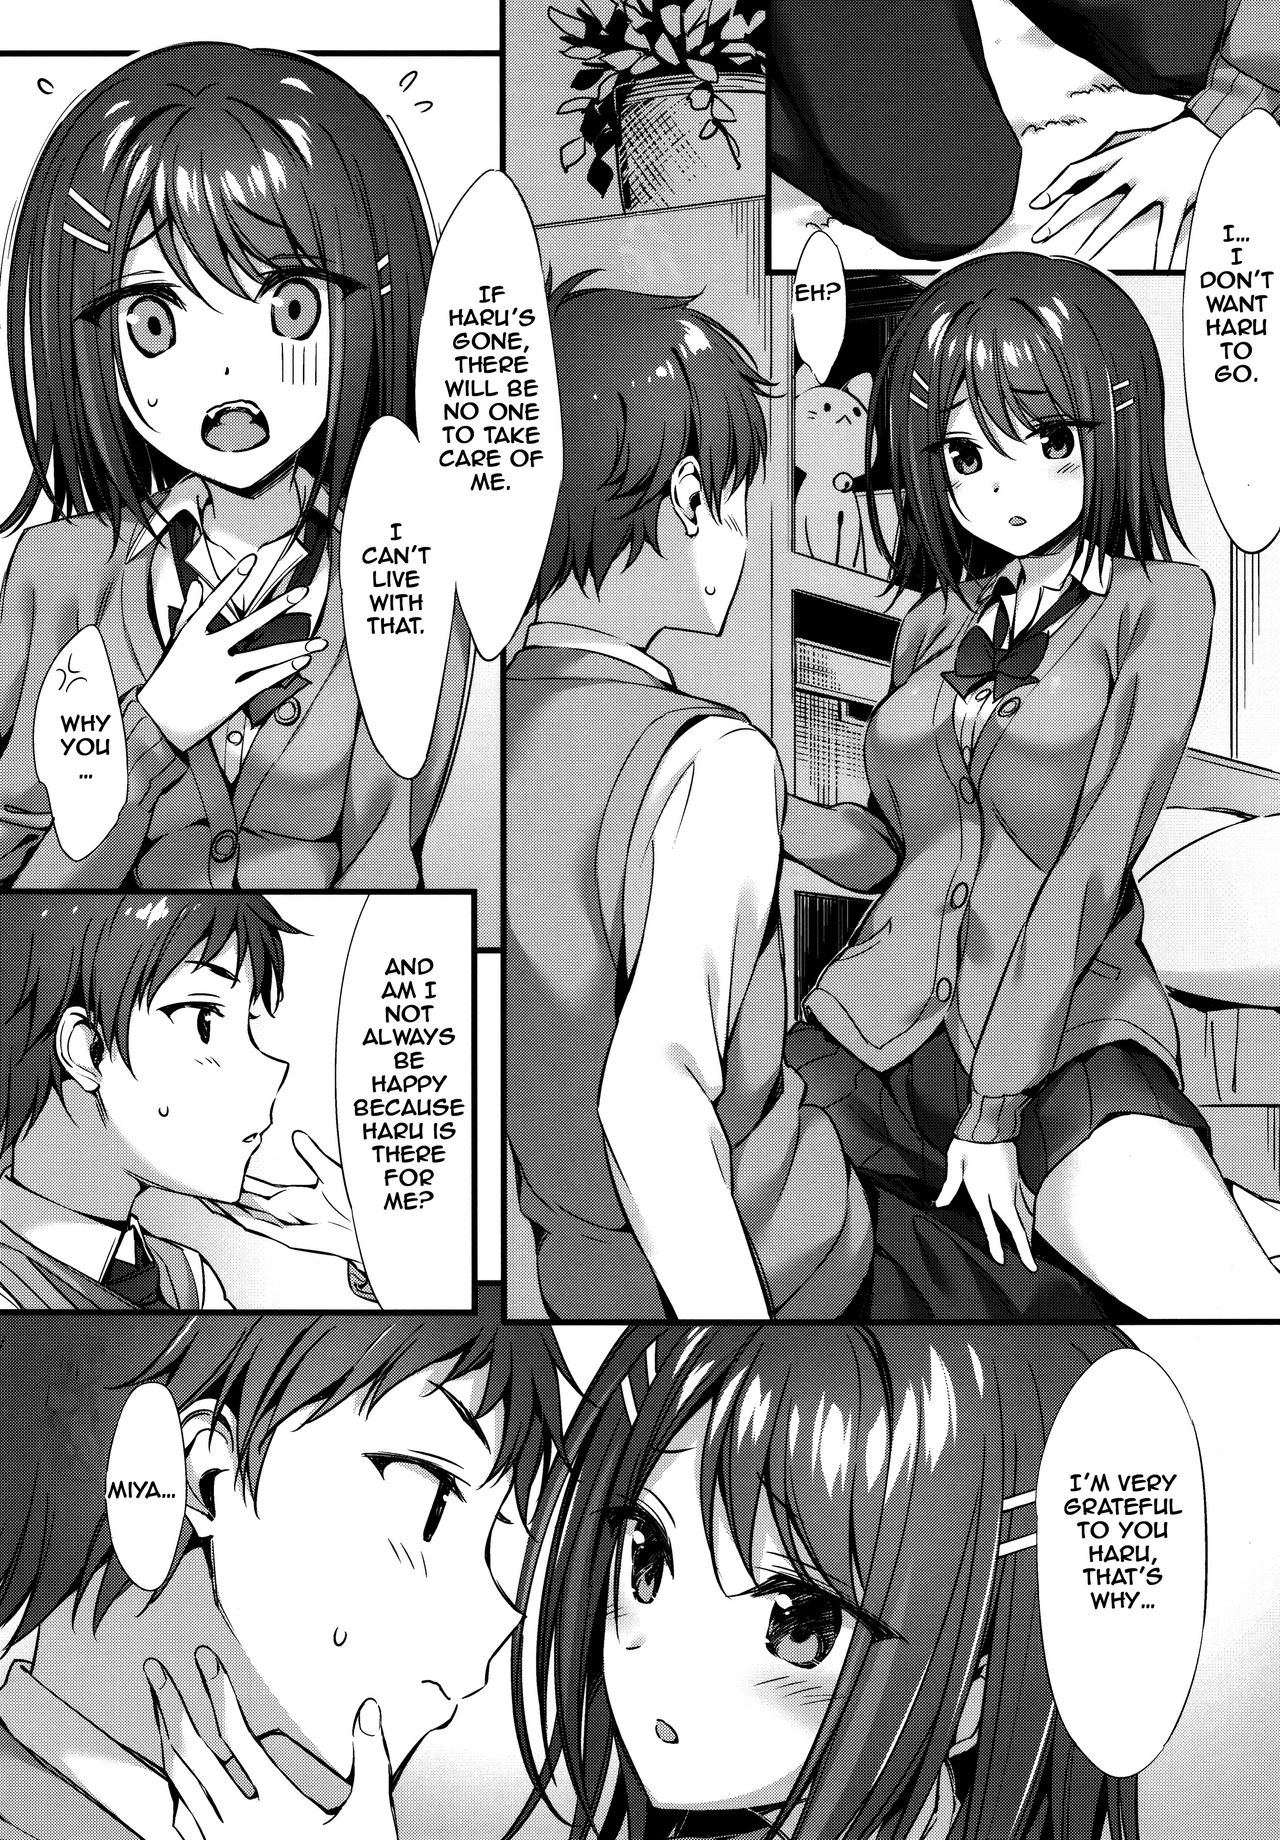 I...
I
DON'T
WANT
HARU
TO
GO.
EH?
IF
HARU'S
GONE,
THERE
WILL BE
NO ONE
TO TAKE
CARE OF
ME.
I
CAN'T
LIVE
WITH
THAT.
WHY
YOU
...
AND
AM I
NOT
ALWAYS
BE
HAPPY
BECAUSE
HARU IS
THERE
FOR
ME?
I'M VERY
GRATEFUL
TO YOU
HARU,
THAT'S
WHY...
MIYA...